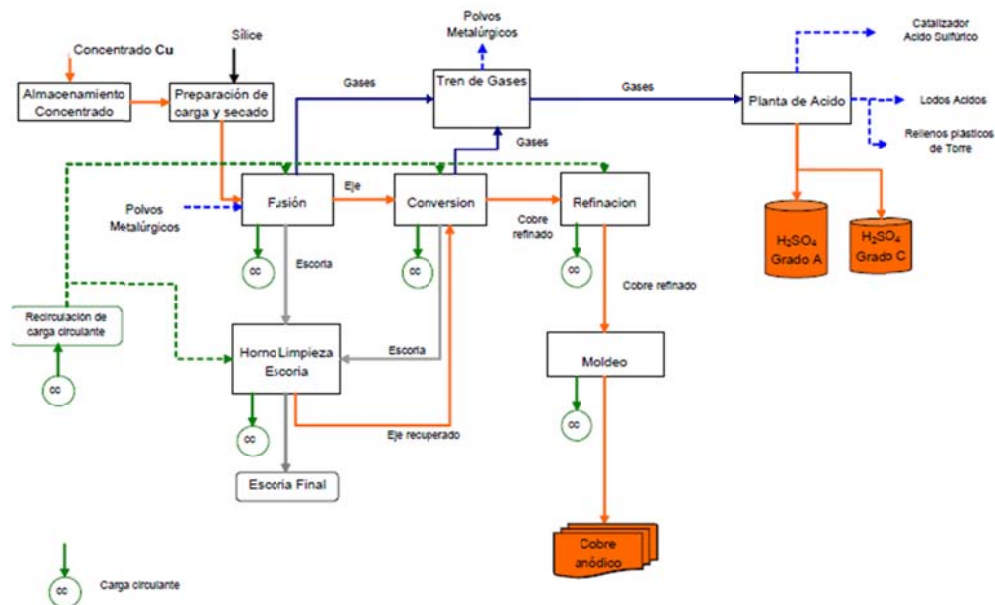 Concentrado Cu
Sílice
Polvos
Metalúrgicos
Catalizador
Acido Sulfúrico
Almacenamiento
Concentrado
Preparación de
carga y secado
Gases
Tren de Gases
Gases
Planta de Acido
Lodos Acidos
Rellenos plásticos
de Torre
Gases
Polvos
Metalúrgicos
Fusión
Eje
Conversion
Refinacion
Cobre
refinado
H₂SO₄
Grado A
H₂SO₄
Grado C
CC
CC
CC
Escoria
Cobre refinado
Recirculación de
carga circulante
Horno Limpieza
Escoria
Escoria
Moldeo
CC
CC
CC
Eje recuperado
Escoria Final
Cobre
anódico
CC
Carga circulante